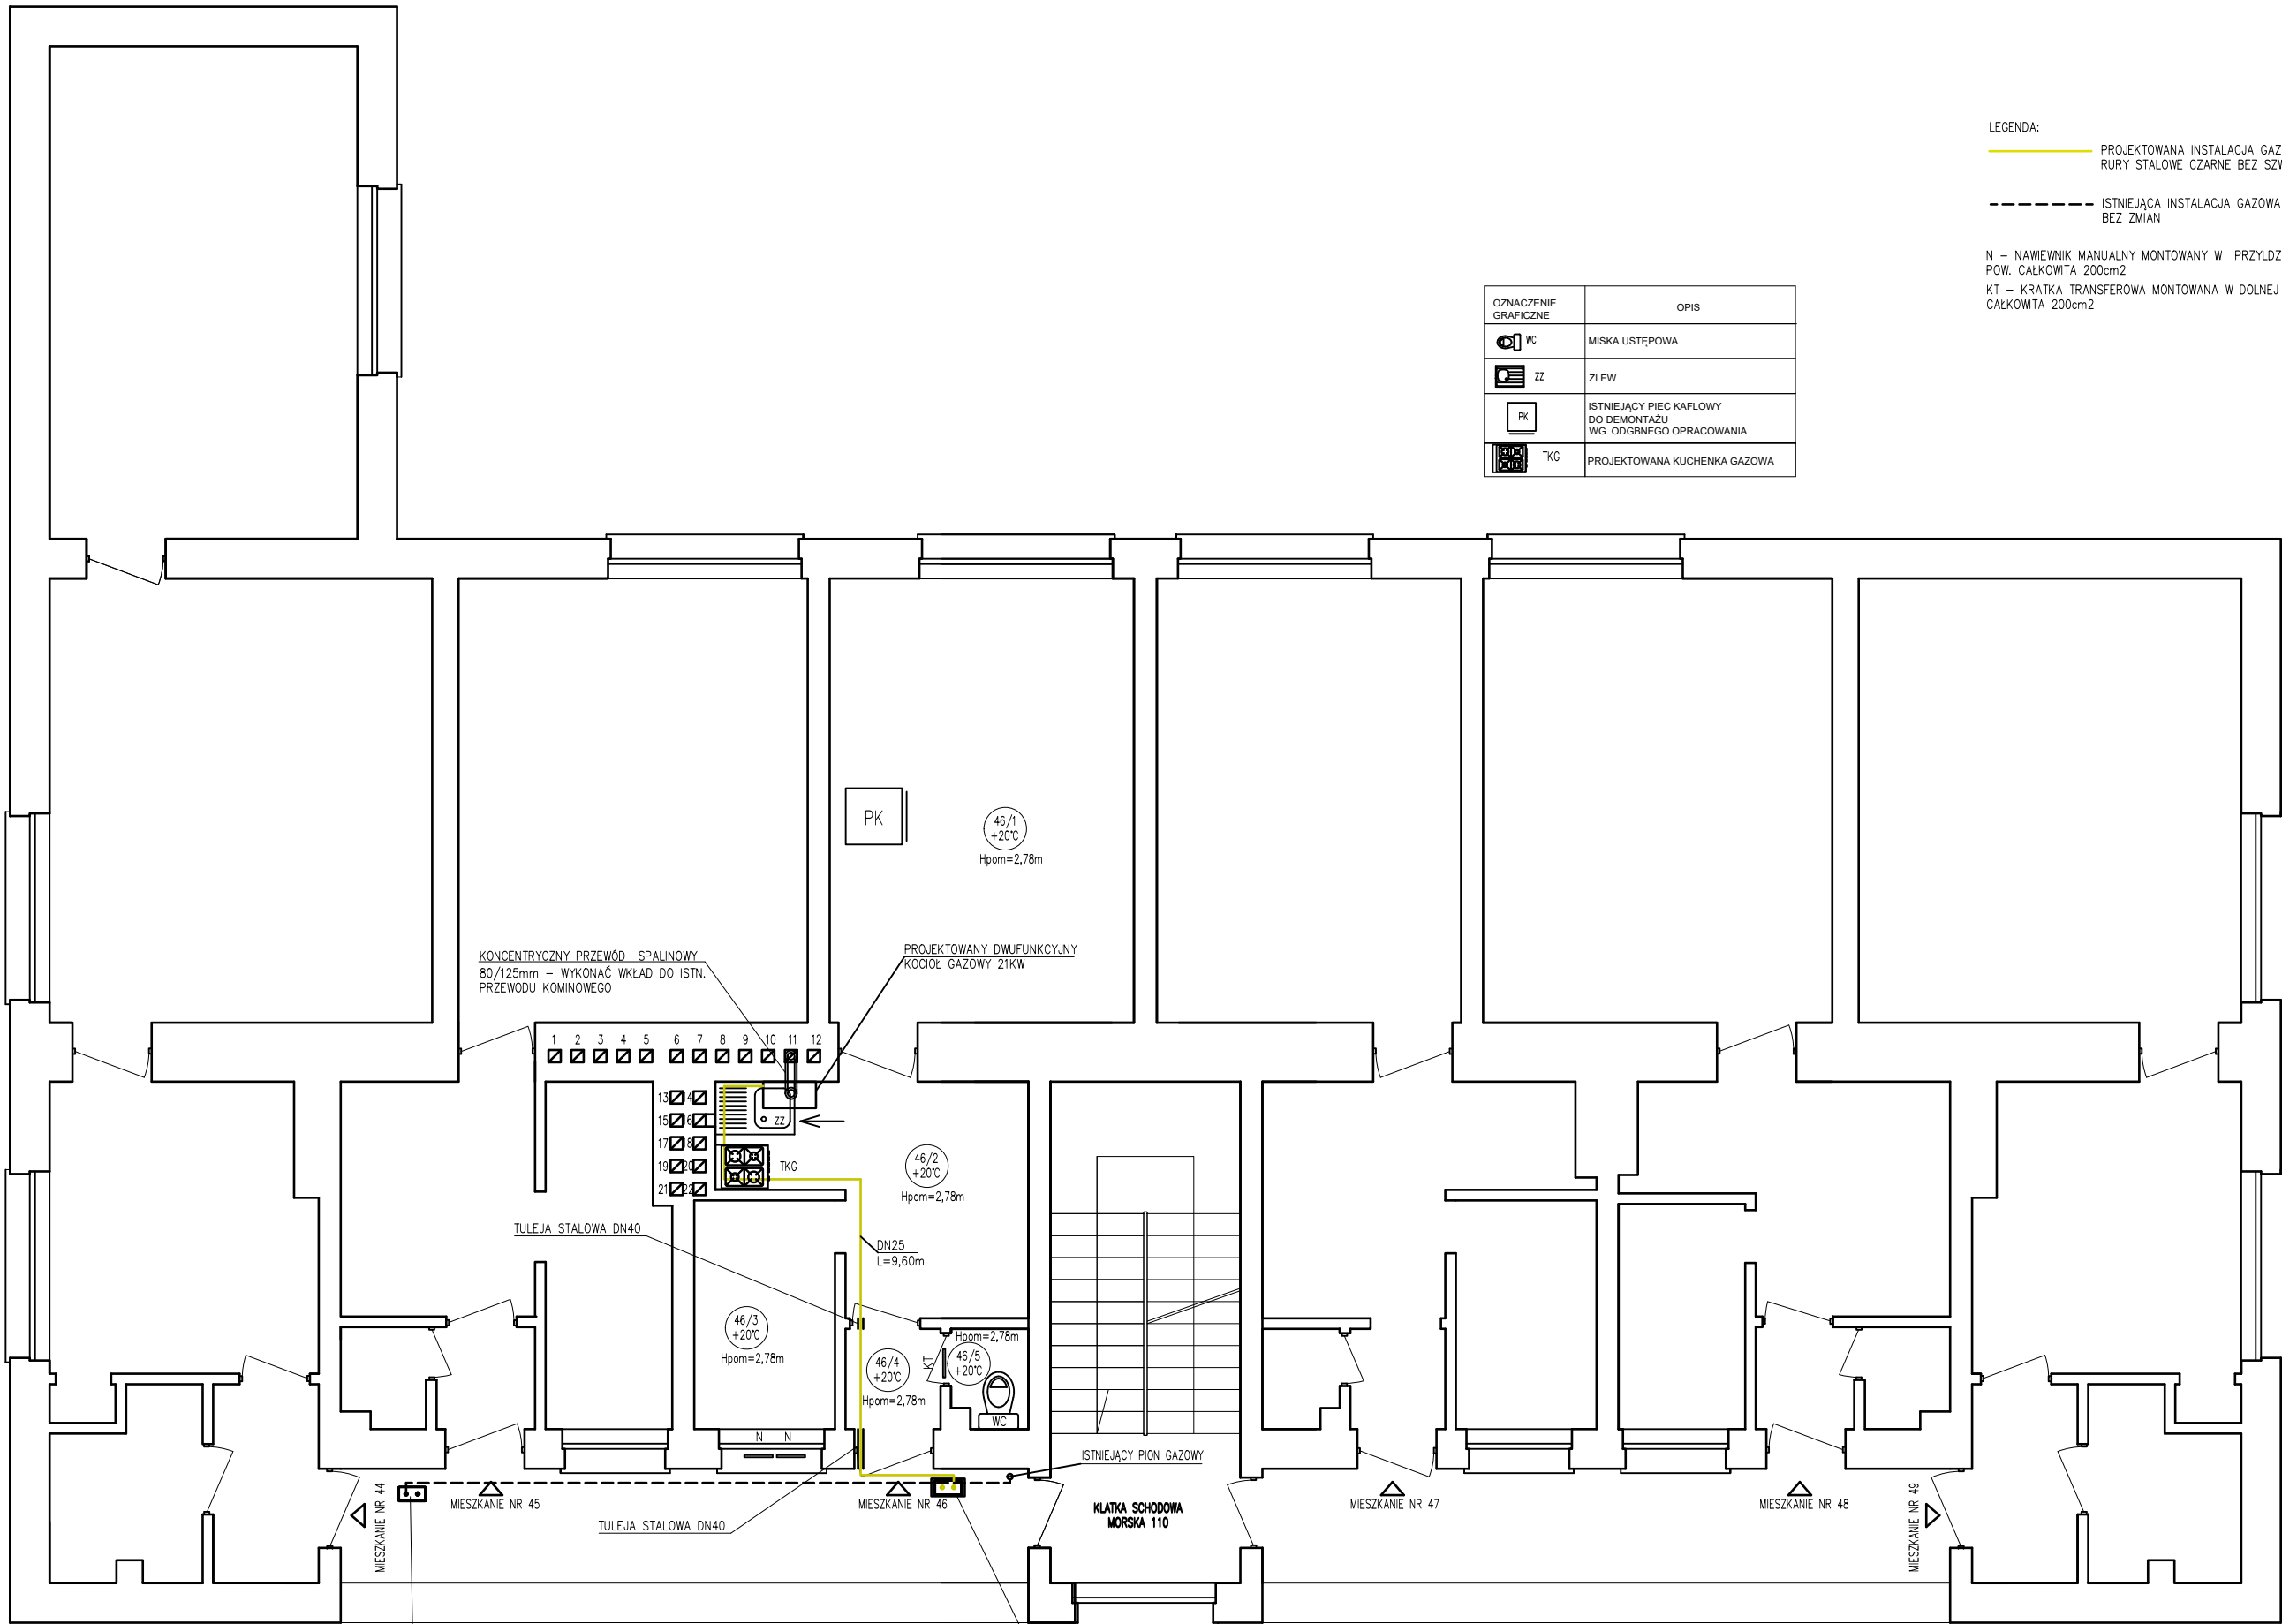 LEGENDA:
PROJEKTOWANA INSTALACJA GAZ
RURY STALOWE CZARNE BEZ SZW
ISTNIEJĄCA INSTALACJA GAZOWA
BEZ ZMIAN
N – NAWIEWNIK MANUALNY MONTOWANY W PRZYLDZ
POW. CAŁKOWITA 200cm2
KT – KRATKA TRANSFEROWA MONTOWANA W DOLNEJ
CAŁKOWITA 200cm2
OZNACZENIE
GRAFICZNE
OPIS
WC
MISKA USTĘPOWA
ZZ
ZLEW
PK
ISTNIEJĄCY PIEC KAFLOWY
DO DEMONTAŻU
WG. ODGBNEGO OPRACOWANIA
TKG
PROJEKTOWANA KUCHENKA GAZOWA
PK
46/1
+20℃
Hpom=2,78m
KONCENTRYCZNY PRZEWÓD SPALINOWY
80/125mm – WYKONAĆ WKŁAD DO ISTN.
PRZEWODU KOMINOWEGO
PROJEKTOWANY DWUFUNKCYJNY
KOCIOŁ GAZOWY 21KW
1 2 3 4 5 6 7 8 9 10 11 12
13 14
15 16
ZZ
17 18
19 20
TKG
21 22
46/2
+20℃
Hpom=2,78m
TULEJA STALOWA DN40
DN25
L=9,60m
46/3
+20℃
Hpom=2,78m
46/4
+20℃
Hpom=2,78m
Hpom=2,78m
46/5
+20℃
KT
WC
N N
ISTNIEJĄCY PION GAZOWY
MIESZKANIE NR 44
MIESZKANIE NR 45
MIESZKANIE NR 46
KLATKA SCHODOWA
MORSKA 110
MIESZKANIE NR 47
MIESZKANIE NR 48
MIESZKANIE NR 49
TULEJA STALOWA DN40